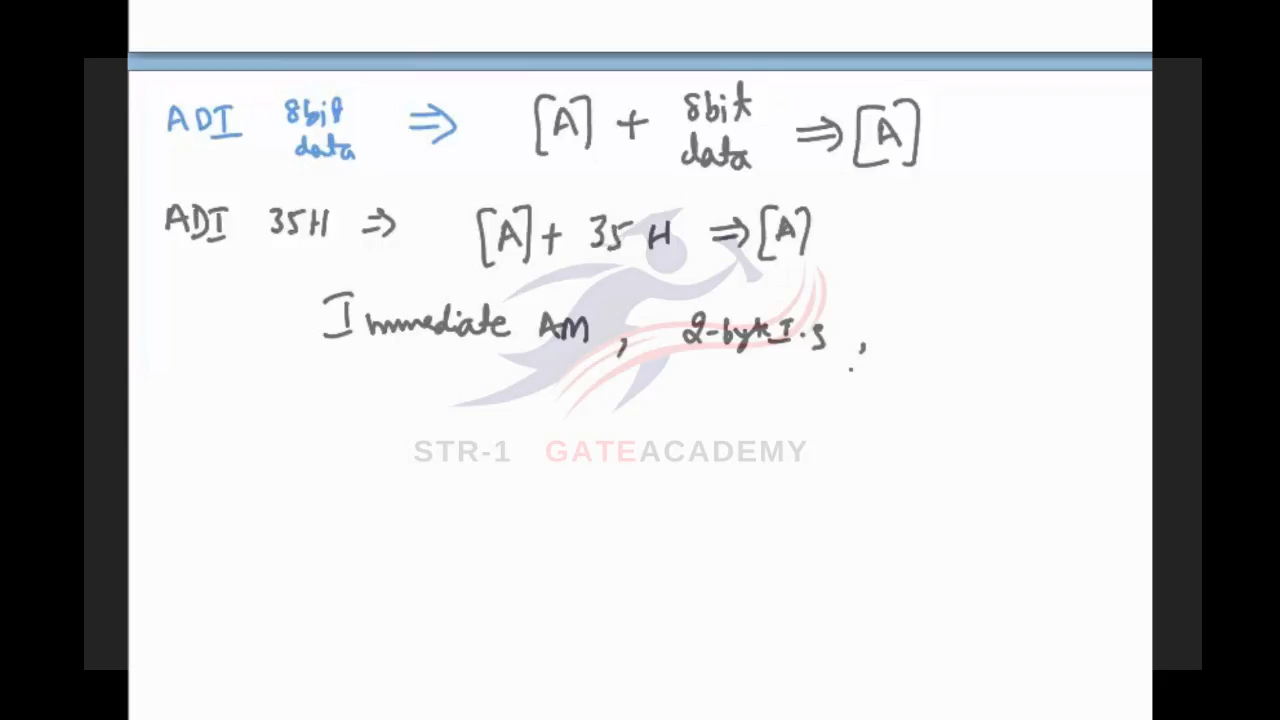 ADI 8bit data ⇒ [A] + 8bit data ⇒ [A]
ADI 35H ⇒ [A] + 35 H ⇒ [A]
Immediate AM , 2-byte I.S ,
STR-1 GATEACADEMY